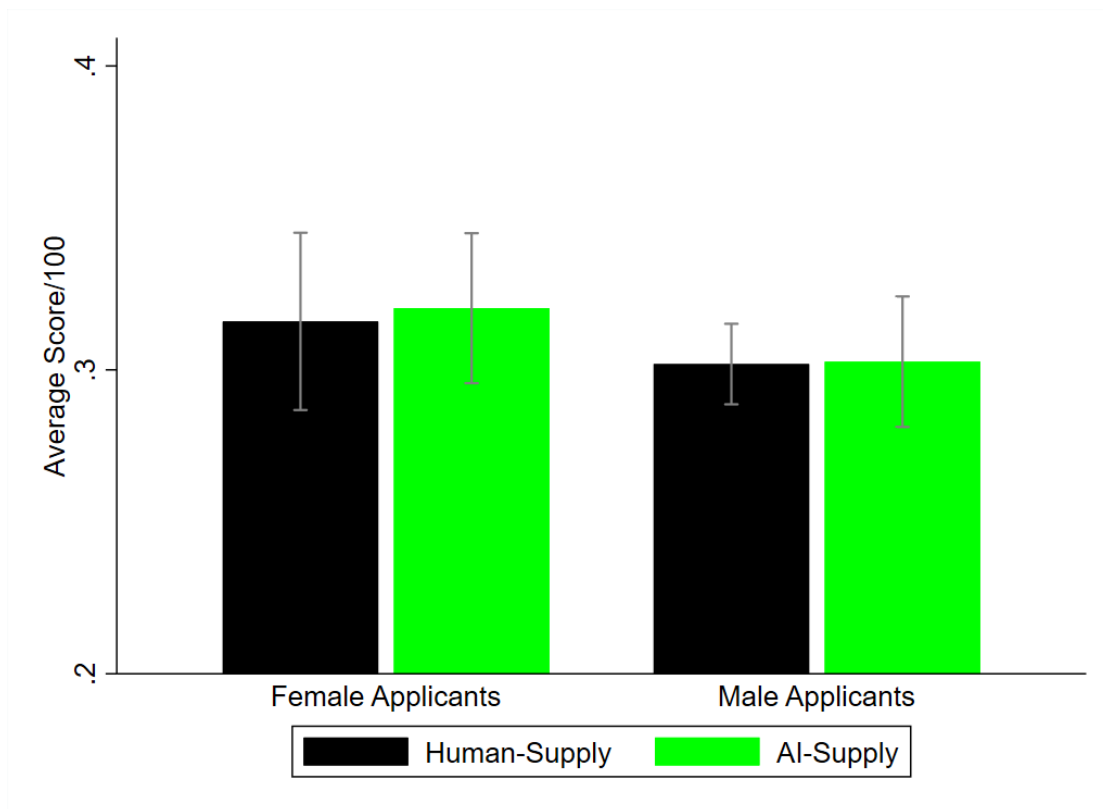 Average Score/100
.4
.3
.2
Female Applicants
Male Applicants
Human-Supply
AI-Supply